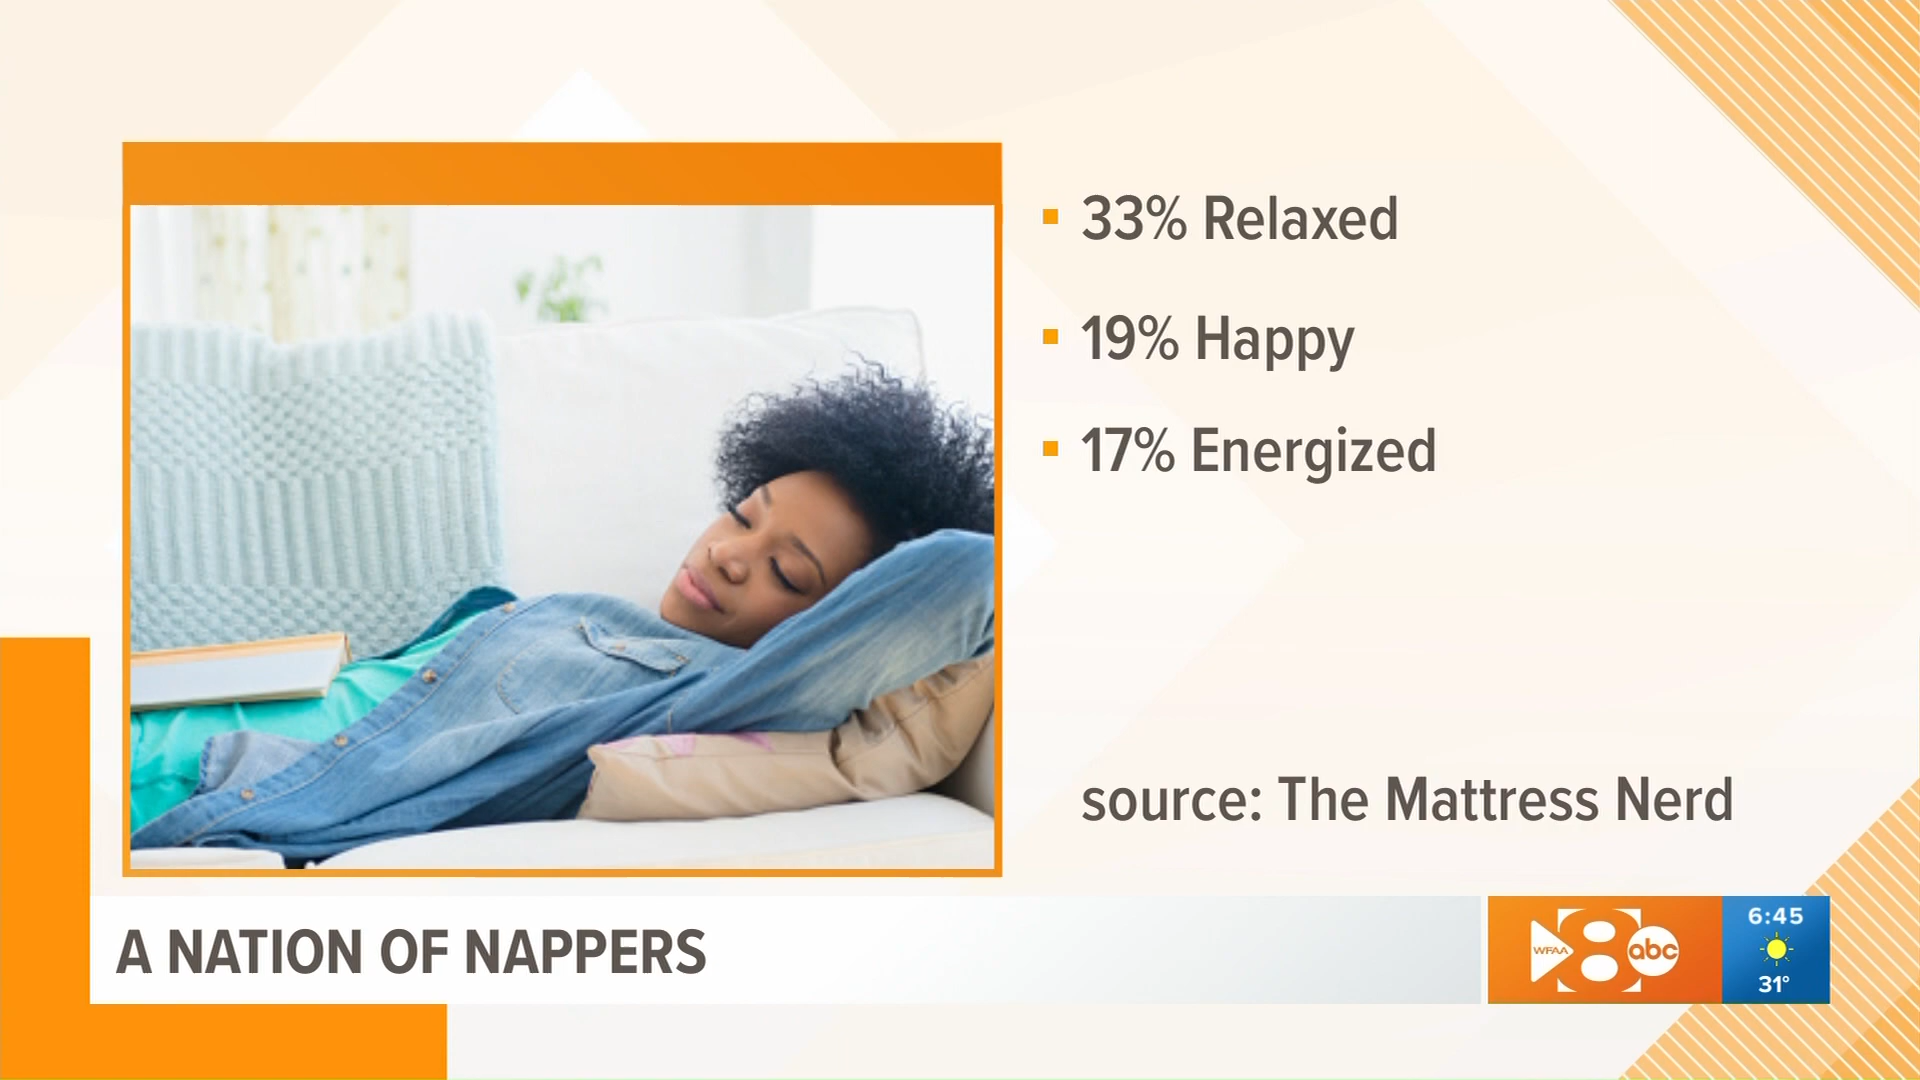 33% Relaxed
19% Happy
17% Energized
source: The Mattress Nerd
A NATION OF NAPPERS
WFAA 8 abc
6:45
31°